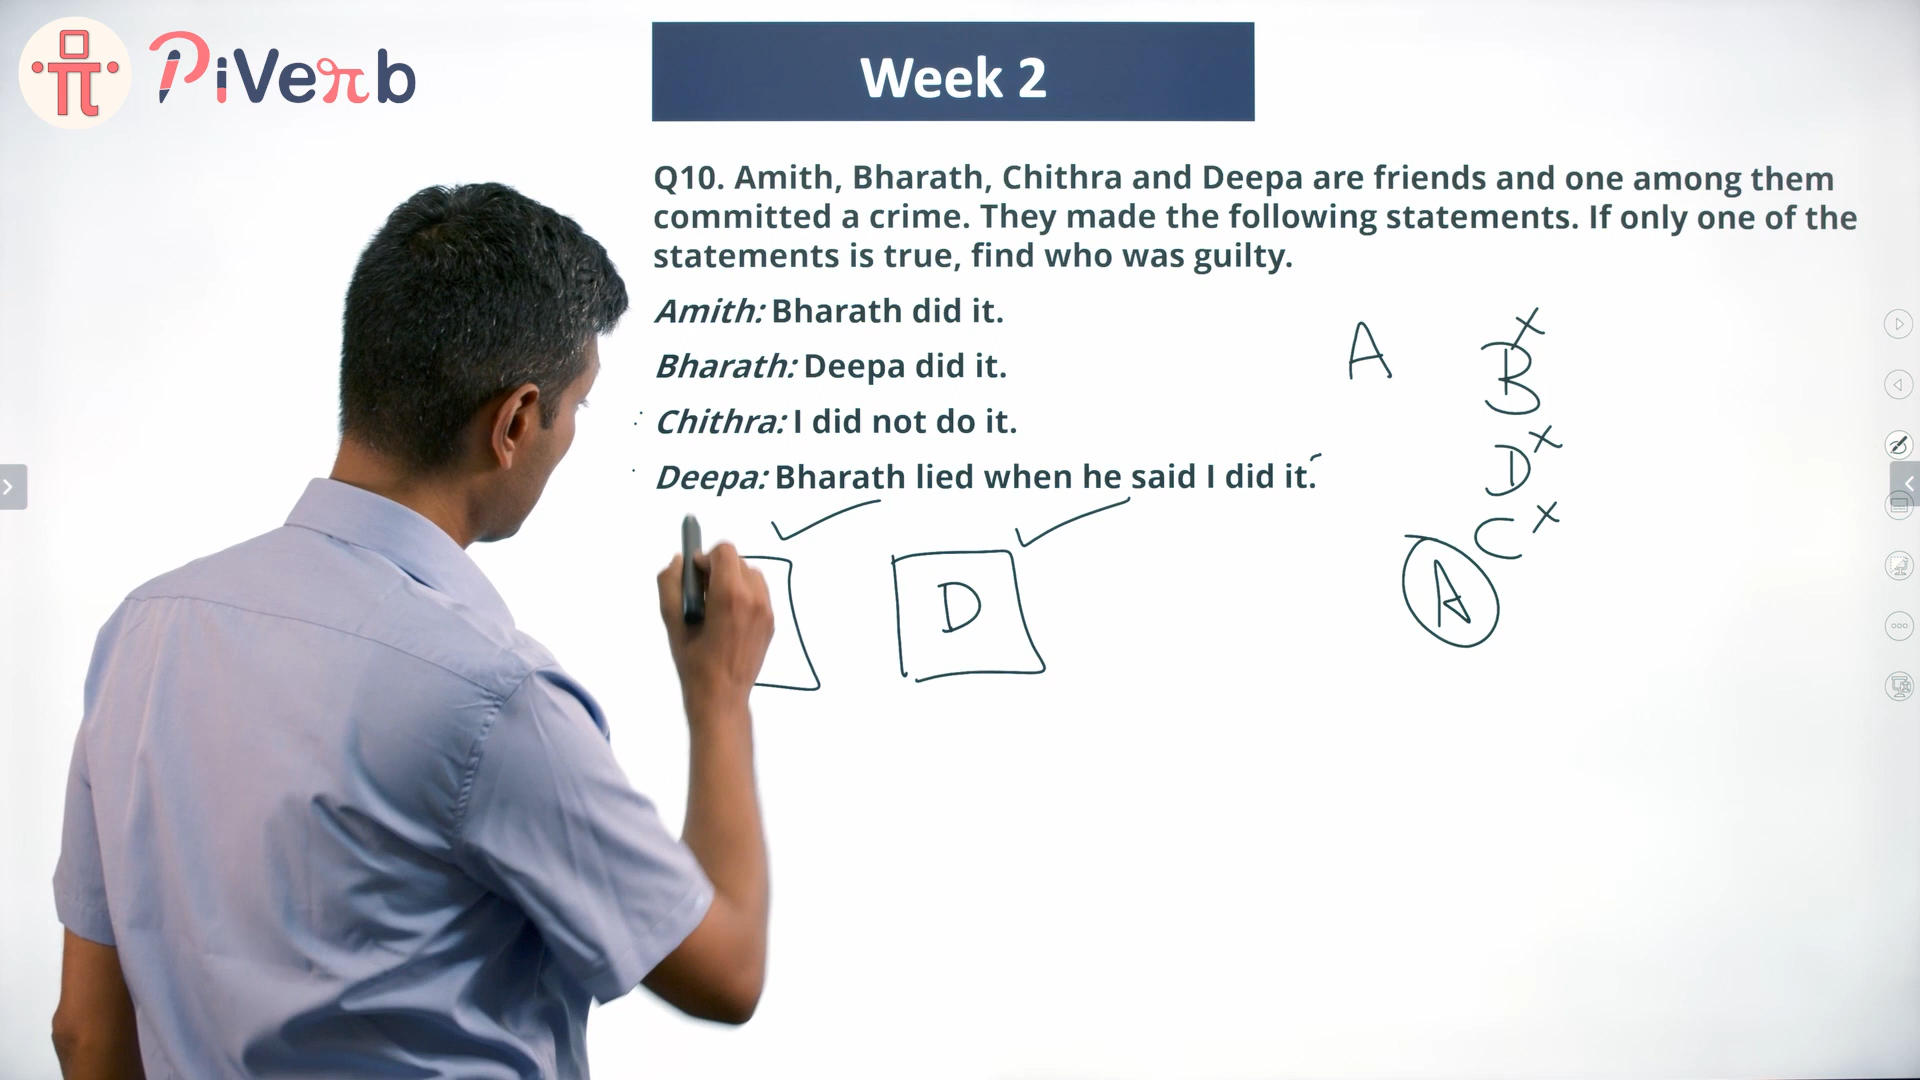 PiVerb
Week 2
Q10. Amith, Bharath, Chithra and Deepa are friends and one among them
committed a crime. They made the following statements. If only one of the
statements is true, find who was guilty.
Amith: Bharath did it.
Bharath: Deepa did it.
Chithra: I did not do it.
Deepa: Bharath lied when he said I did it.
A
B
D
C
A
D